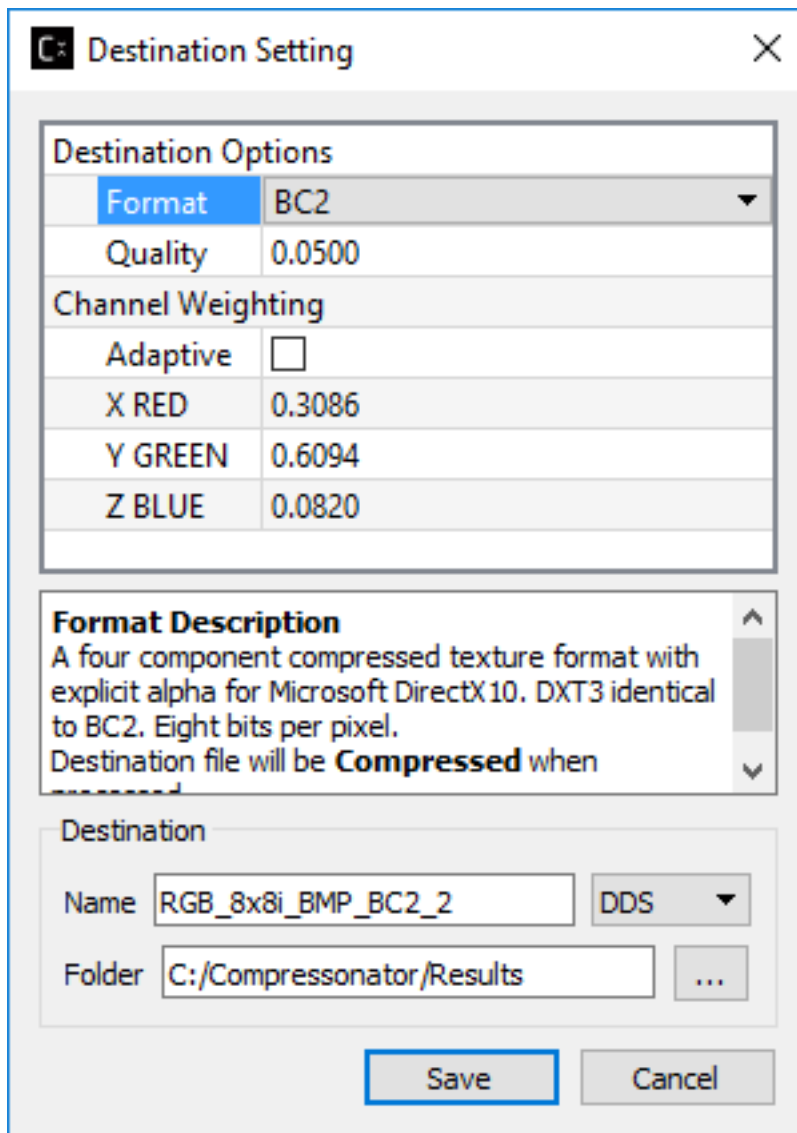 Destination Setting
Destination Options
Format BC2
Quality 0.0500
Channel Weighting
Adaptive
X RED 0.3086
Y GREEN 0.6094
Z BLUE 0.0820
Format Description
A four component compressed texture format with
explicit alpha for Microsoft DirectX10. DXT3 identical
to BC2. Eight bits per pixel.
Destination file will be Compressed when
Destination
Name RGB_8x8i_BMP_BC2_2 DDS
Folder C:/Compressonator/Results ...
Save Cancel